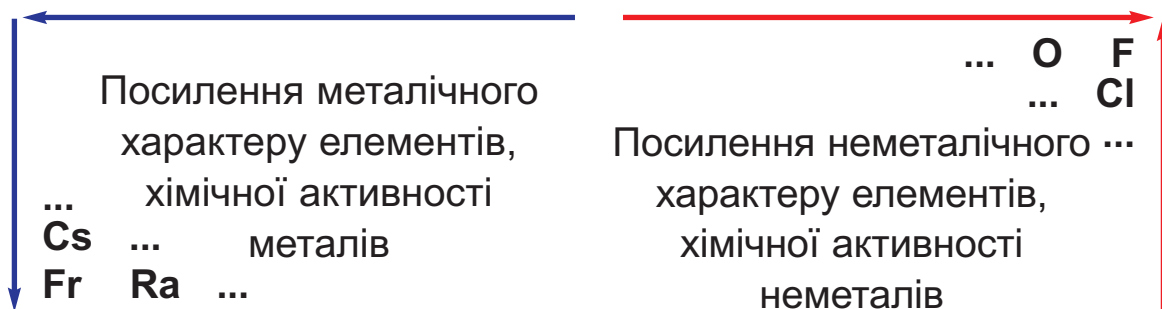 Посилення металічного
характеру елементів,
хімічної активності
металів
...
Cs ...
Fr Ra ...
... O F
... Cl
...
Посилення неметалічного
характеру елементів,
хімічної активності
неметалів